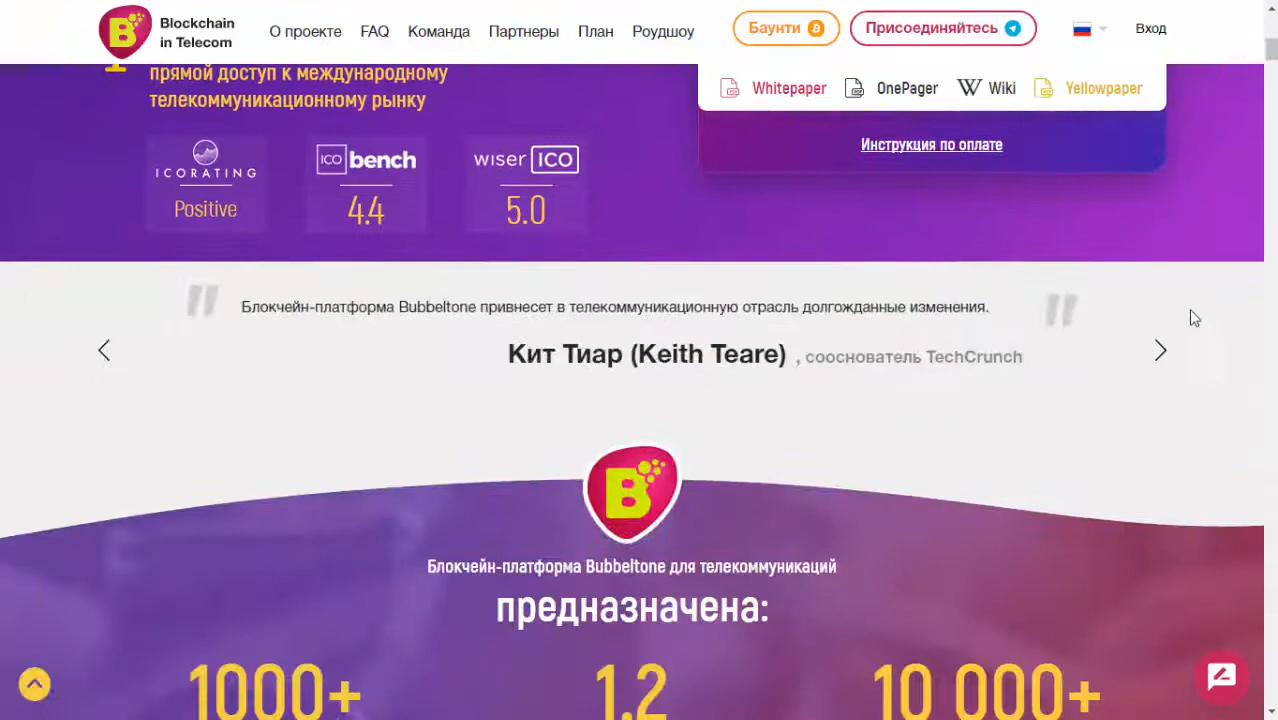 Blockchain
in Telecom
О проекте FAQ Команда Партнеры План Роудшоу Баунти Присоединяйтесь Вход
прямой доступ к международному
телекоммуникационному рынку
Whitepaper OnePager Wiki Yellowpaper
Инструкция по оплате
ICORATING
Positive
ICO bench
4.4
wiser ICO
5.0
Блокчейн-платформа Bubbeltone привнесет в телекоммуникационную отрасль долгожданные изменения.
Кит Тиар (Keith Teare) , сооснователь TechCrunch
B
Блокчейн-платформа Bubbeltone для телекоммуникаций
предназначена:
1000+ 1.2 10 000+